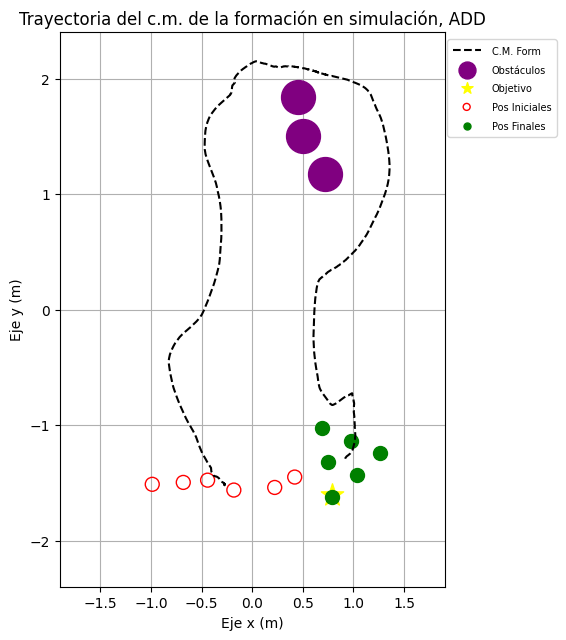 Trayectoria del c.m. de la formación en simulación, ADD
C.M. Form
Obstáculos
Objetivo
Pos Iniciales
Pos Finales
Eje y (m)
2
1
0
−1
−2
−1.5
−1.0
−0.5
0.0
0.5
1.0
1.5
Eje x (m)